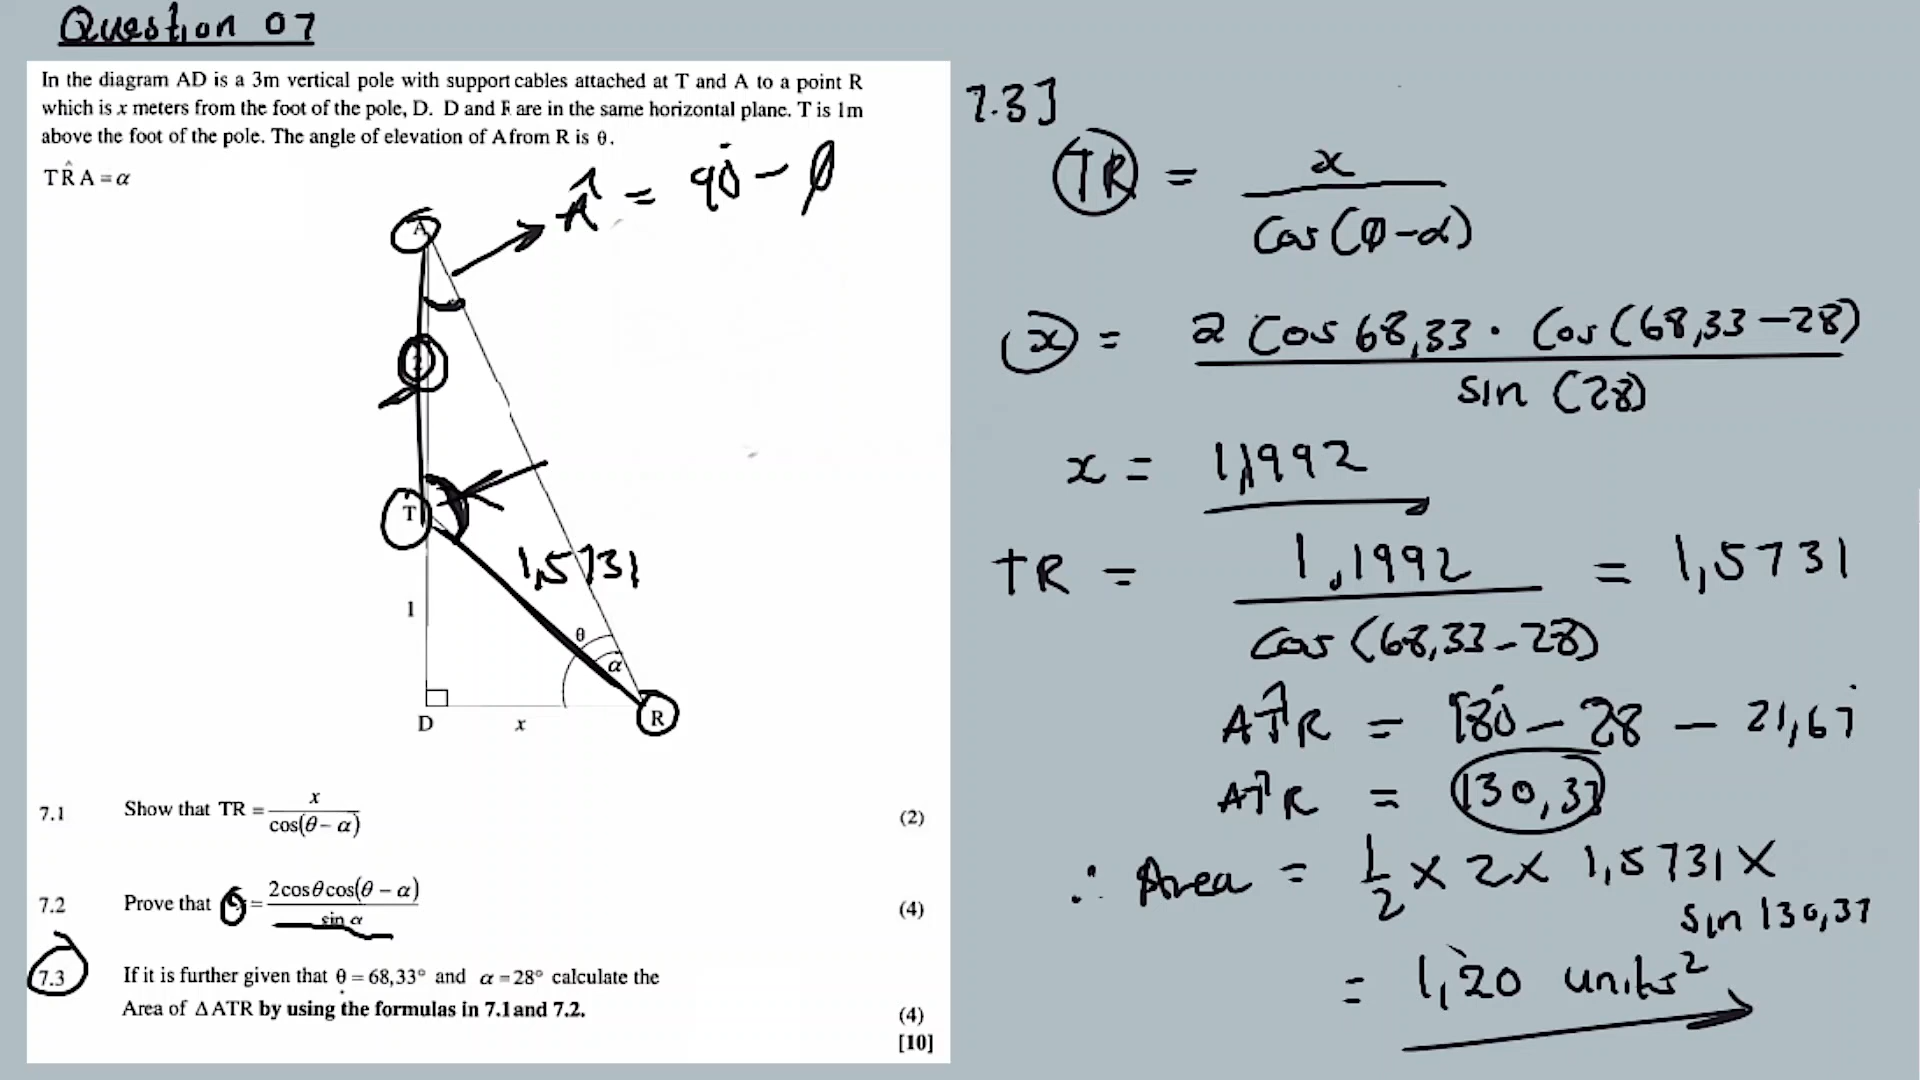 Question 07
In the diagram AD is a 3m vertical pole with support cables attached at T and A to a point R
which is x meters from the foot of the pole, D. D and R are in the same horizontal plane. T is 1m
above the foot of the pole. The angle of elevation of A from R is θ.
TR̂A = α
Â = 90° − θ
A
2
T
1,5731
1
θ
α
D
x
R
7.1 Show that TR = x / cos(θ − α) (2)
7.2 Prove that = 2cosθcos(θ − α) / sin α (4)
7.3 If it is further given that θ = 68,33° and α = 28° calculate the
Area of ΔATR by using the formulas in 7.1 and 7.2. (4)
[10]
7.3]
TR = x / Cos(θ−α)
x = 2 Cos 68,33 · Cos(68,33−28) / sin (28)
x = 1,1992
TR = 1,1992 / Cos (68,33−28) = 1,5731
AT̂R = 180° − 28 − 21,67
AT̂R = 130,33
∴ Area = 1/2 × 2 × 1,5731 ×
sin 130,37
= 1,20 units²